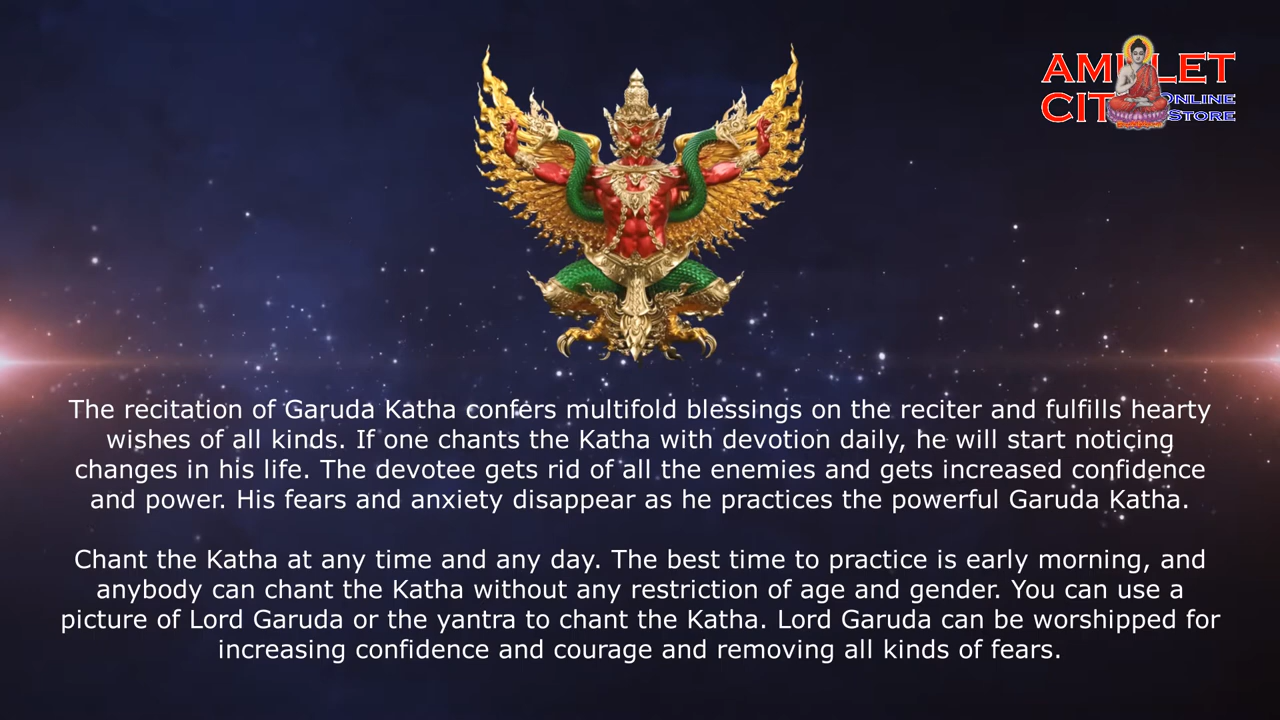 AMULET
CITY ONLINE
STORE
The recitation of Garuda Katha confers multifold blessings on the reciter and fulfills hearty
wishes of all kinds. If one chants the Katha with devotion daily, he will start noticing
changes in his life. The devotee gets rid of all the enemies and gets increased confidence
and power. His fears and anxiety disappear as he practices the powerful Garuda Katha.
Chant the Katha at any time and any day. The best time to practice is early morning, and
anybody can chant the Katha without any restriction of age and gender. You can use a
picture of Lord Garuda or the yantra to chant the Katha. Lord Garuda can be worshipped for
increasing confidence and courage and removing all kinds of fears.